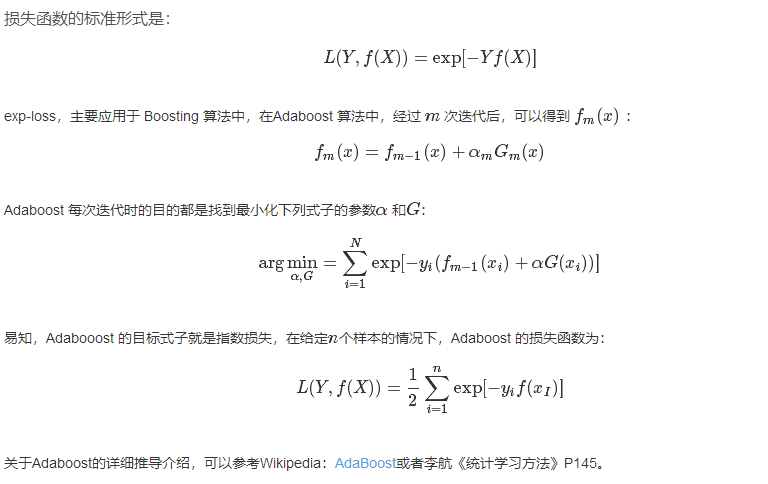 损失函数的标准形式是:
L(Y, f(X)) = exp[−Yf(X)]
exp-loss，主要应用于 Boosting 算法中，在Adaboost 算法中，经过 m 次迭代后，可以得到 f_m(x) :
f_m(x) = f_{m−1}(x) + α_m G_m(x)
Adaboost 每次迭代时的目的都是找到最小化下列式子的参数α 和G:
arg min_{α,G} = ∑_{i=1}^{N} exp[−y_i(f_{m−1}(x_i) + αG(x_i))]
易知，Adabooost 的目标式子就是指数损失，在给定n个样本的情况下，Adaboost 的损失函数为:
L(Y, f(X)) = 1/2 ∑_{i=1}^{n} exp[−y_i f(x_I)]
关于Adaboost的详细推导介绍，可以参考Wikipedia：AdaBoost或者李航《统计学习方法》P145。